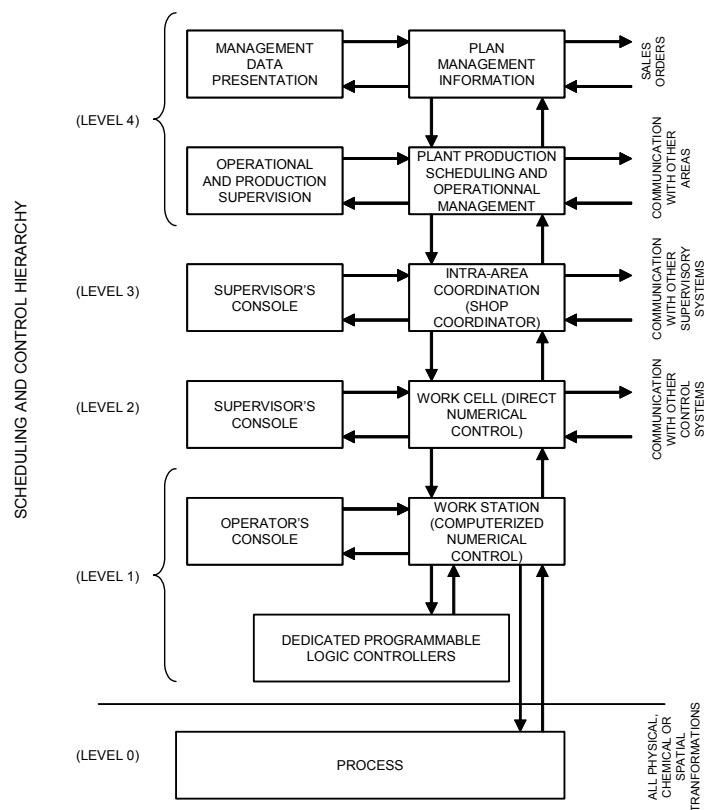 SCHEDULING AND CONTROL HIERARCHY
(LEVEL 4)
MANAGEMENT
DATA
PRESENTATION
PLAN
MANAGEMENT
INFORMATION
SALES
ORDERS
OPERATIONAL
AND PRODUCTION
SUPERVISION
PLANT PRODUCTION
SCHEDULING AND
OPERATIONNAL
MANAGEMENT
COMMUNICATION
WITH OTHER
AREAS
(LEVEL 3)
SUPERVISOR'S
CONSOLE
INTRA-AREA
COORDINATION
(SHOP
COORDINATOR)
COMMUNICATION
WITH OTHER
SUPERVISORY
SYSTEMS
(LEVEL 2)
SUPERVISOR'S
CONSOLE
WORK CELL (DIRECT
NUMERICAL
CONTROL)
COMMUNICATION
WITH OTHER
CONTROL
SYSTEMS
(LEVEL 1)
OPERATOR'S
CONSOLE
WORK STATION
(COMPUTERIZED
NUMERICAL
CONTROL)
DEDICATED PROGRAMMABLE
LOGIC CONTROLLERS
(LEVEL 0)
PROCESS
ALL PHYSICAL,
CHEMICAL OR
SPATIAL
TRANFORMATIONS